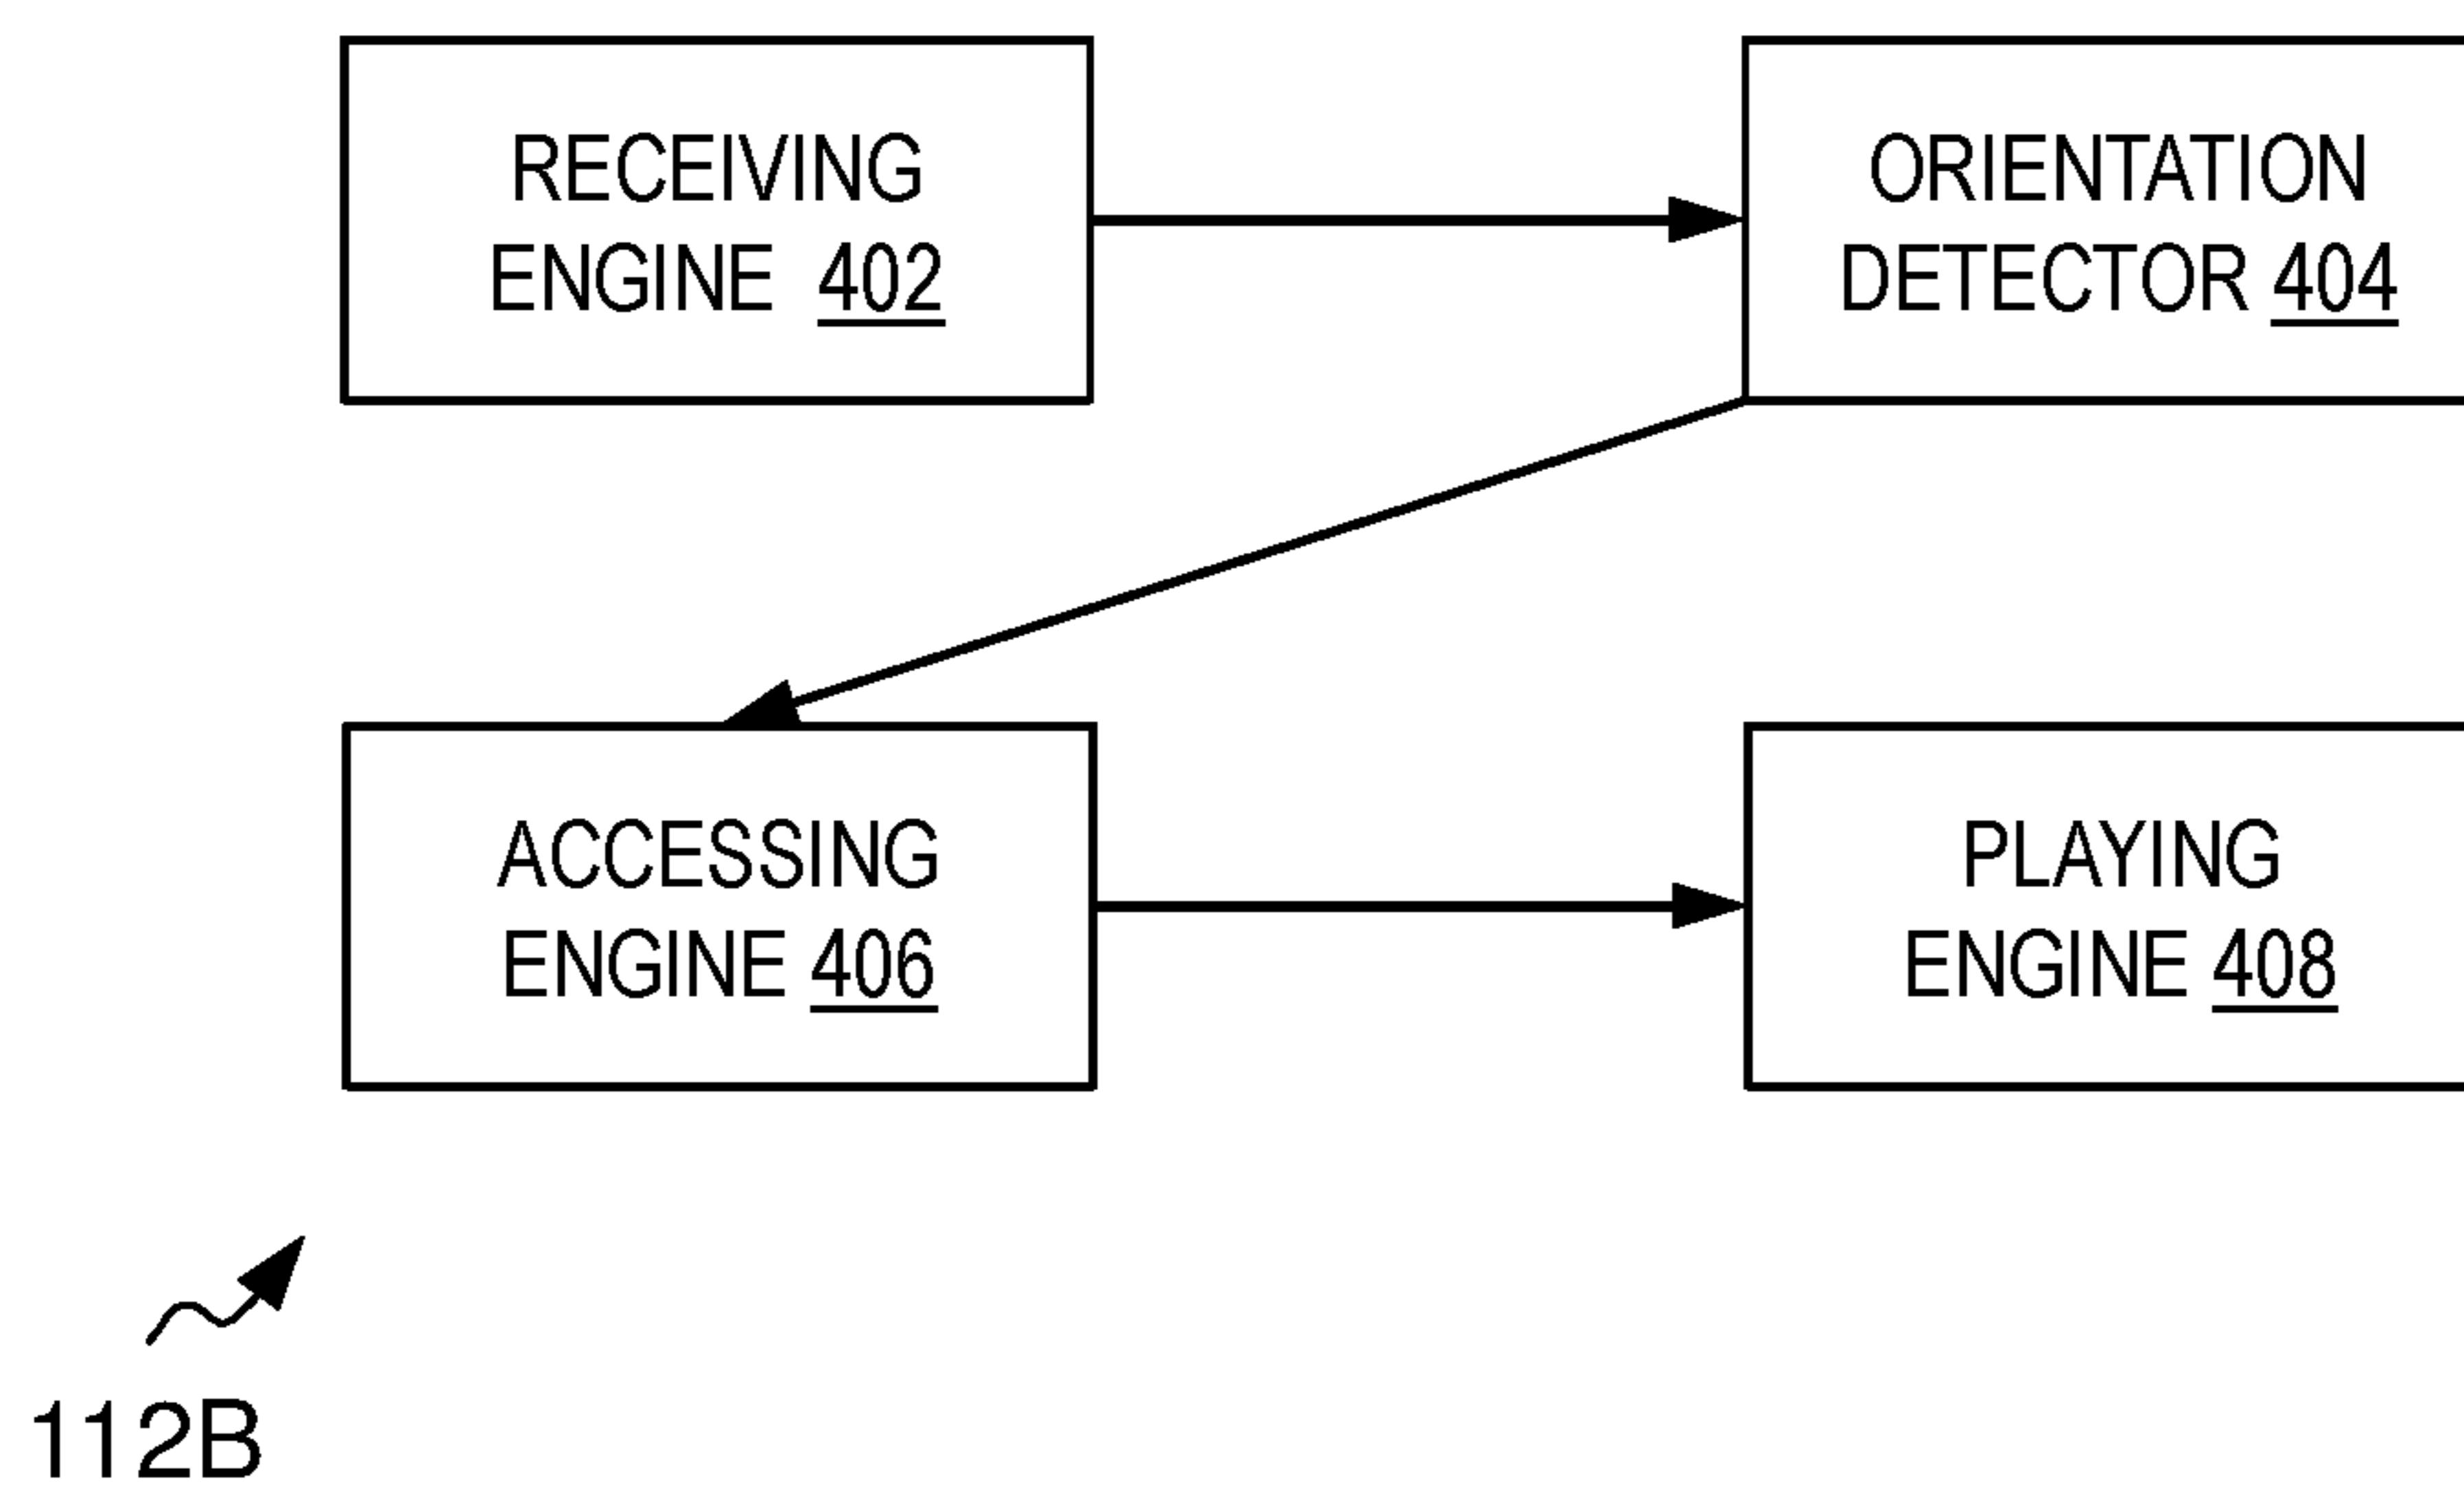 RECEIVING
ENGINE 402
ORIENTATION
DETECTOR 404
ACCESSING
ENGINE 406
PLAYING
ENGINE 408
112B